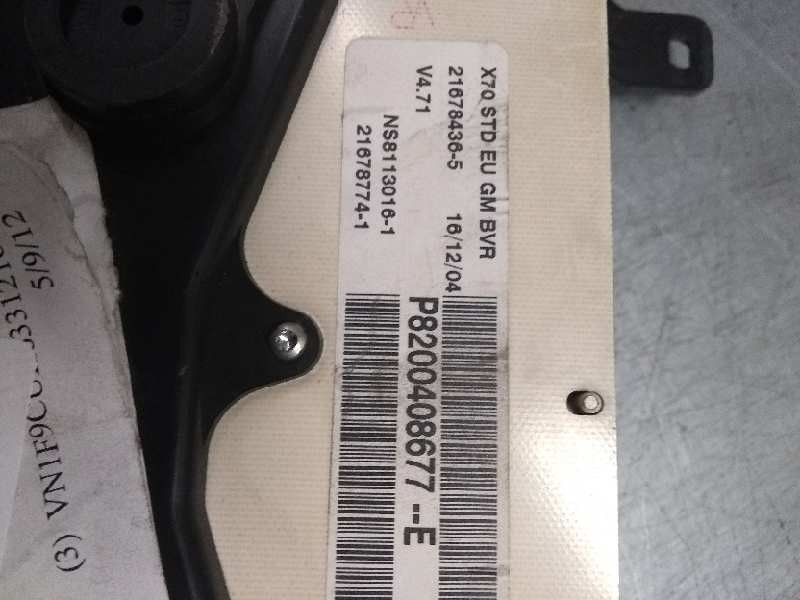 X70 STD EU GM BVR
21678436-5 16/12/04
V4.71
NS8113016-1
21678774-1
P8200408677 --E
5/9/12
(3)